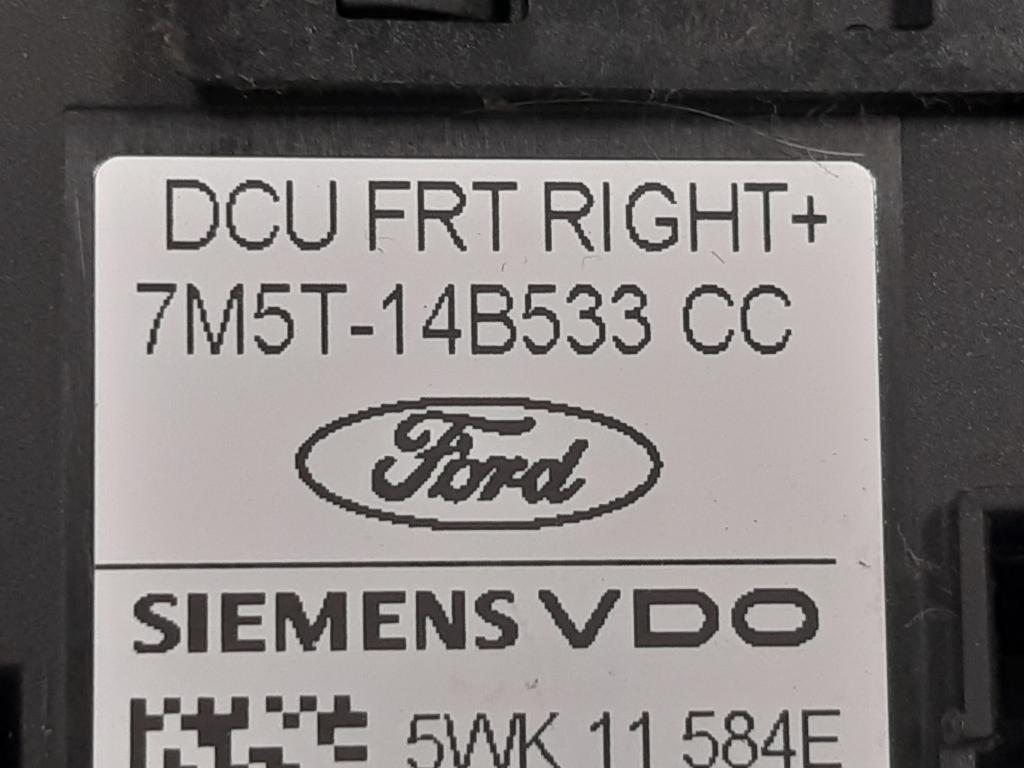 DCU FRT RIGHT+
7M5T-14B533 CC
Ford
SIEMENS VDO
5WK 11 584E